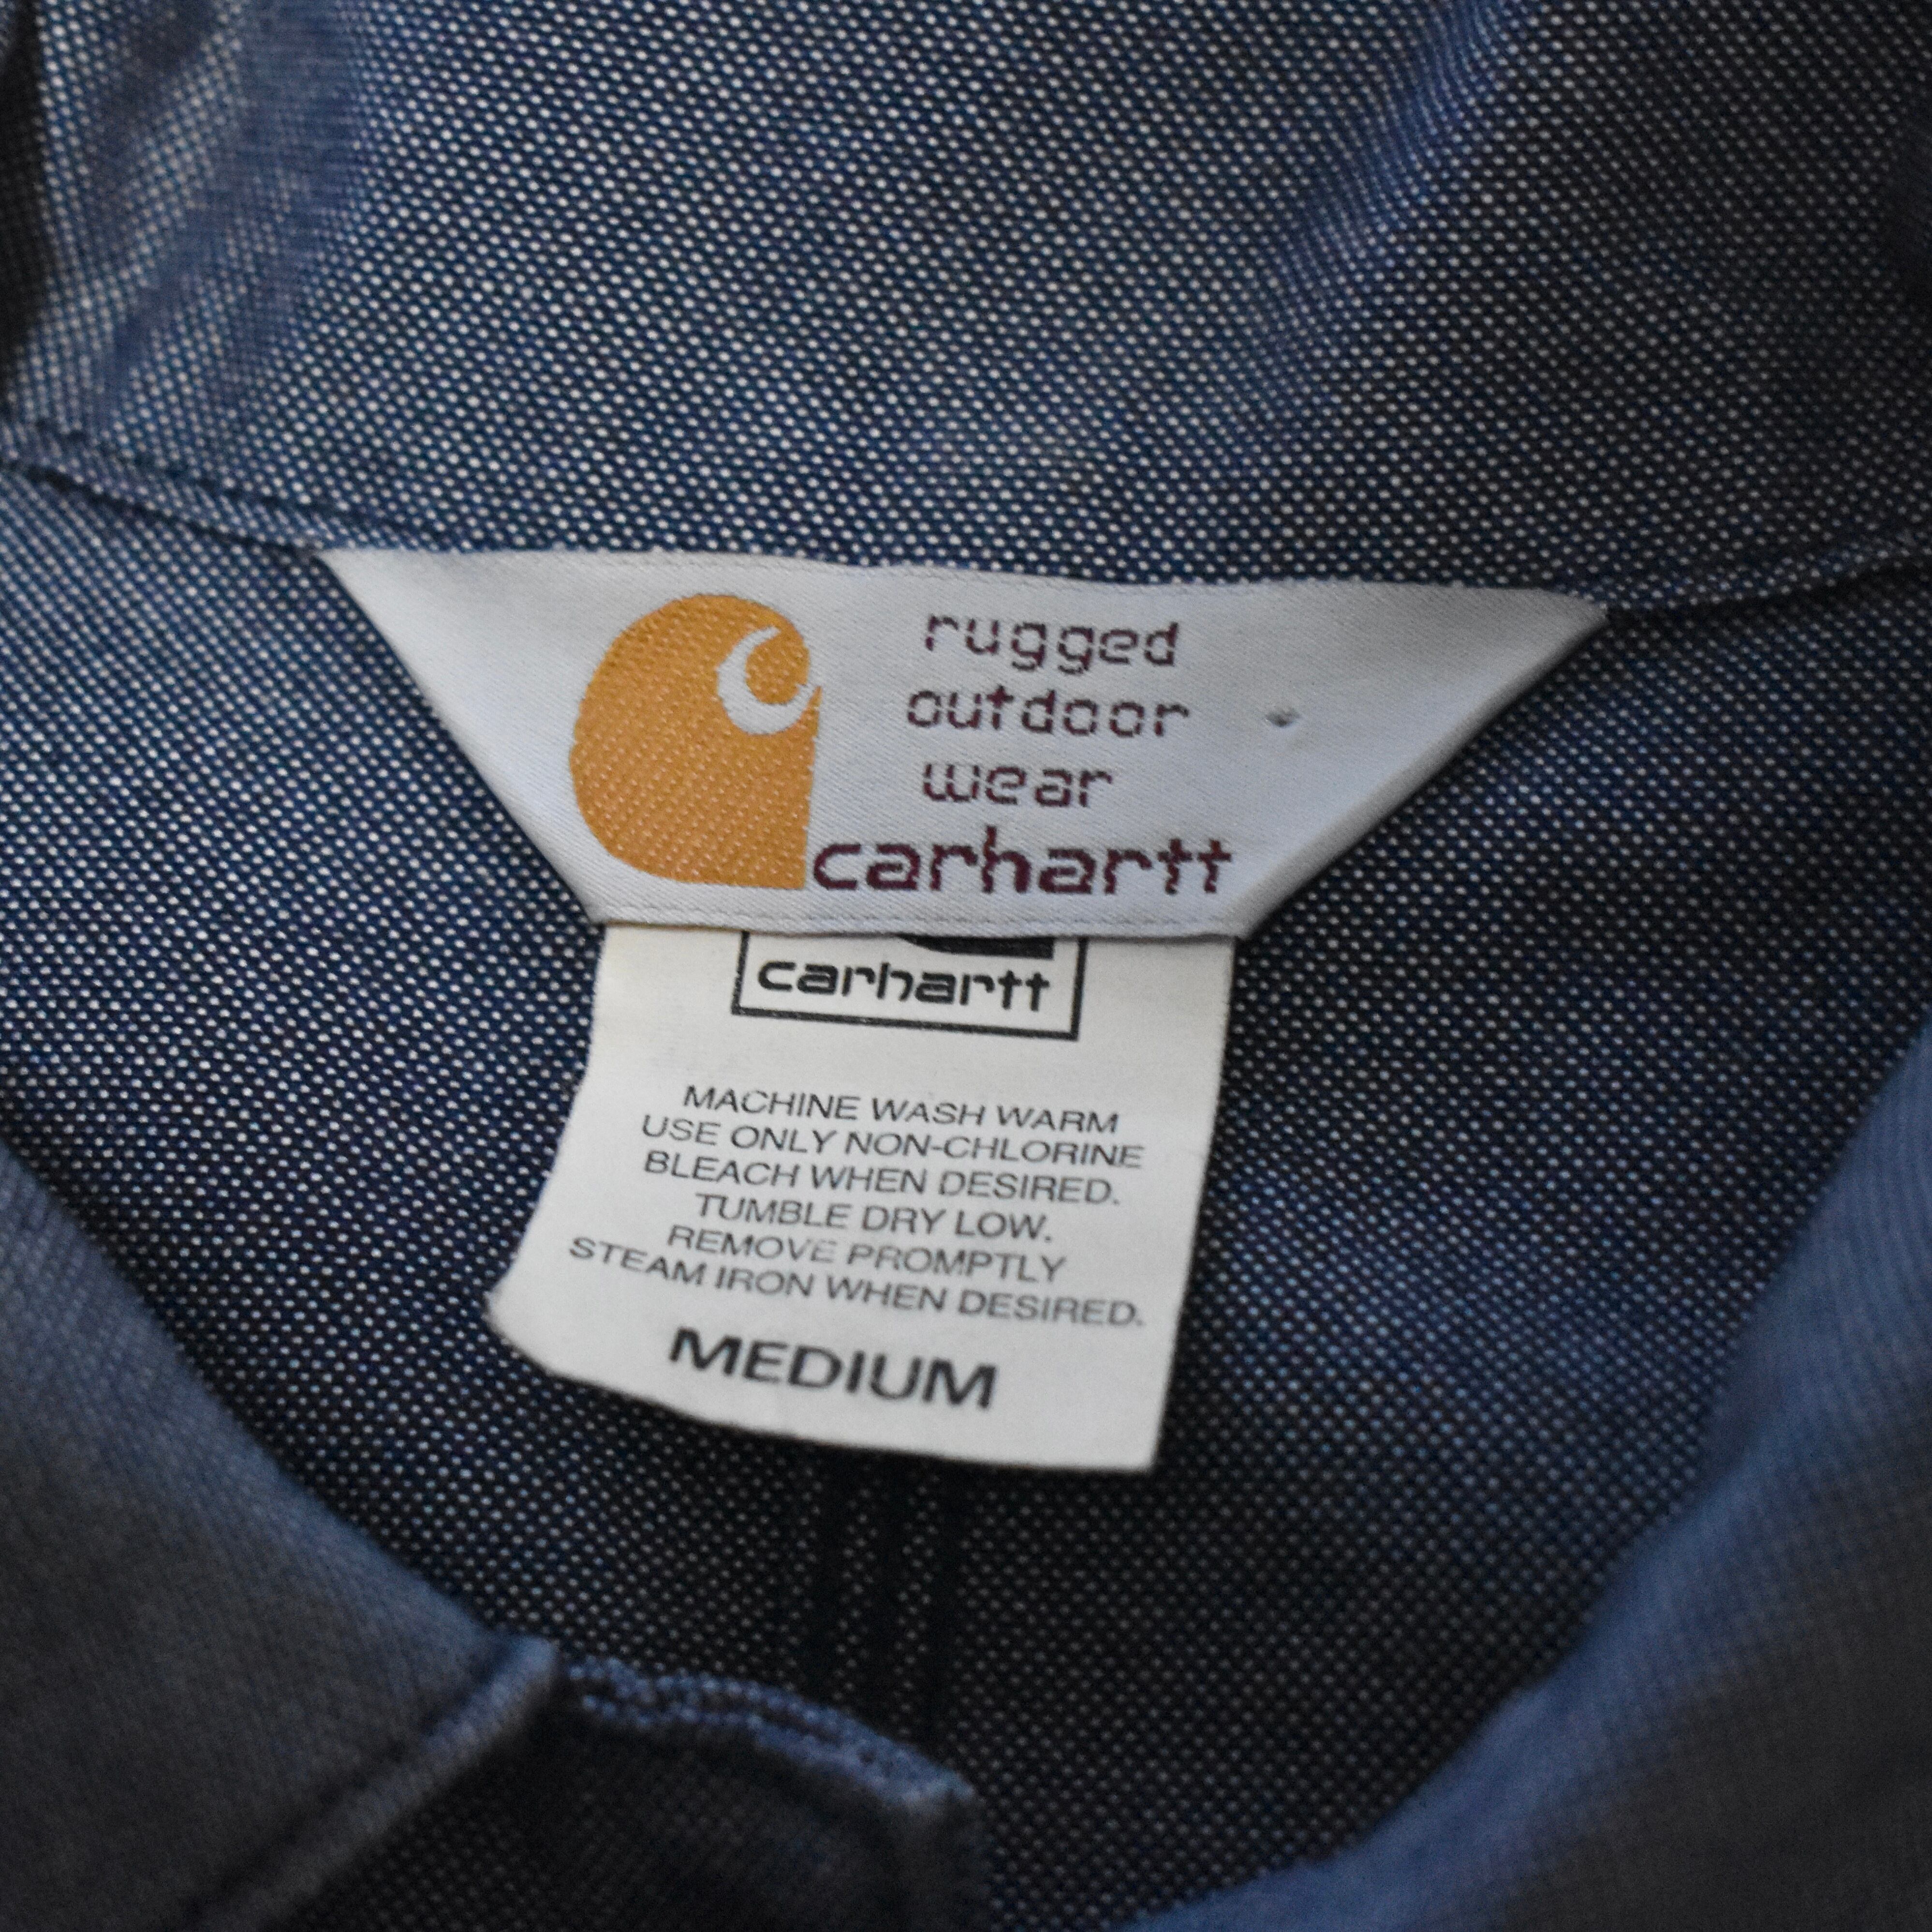 rugged
outdoor
wear
carhartt
carhartt
MACHINE WASH WARM
USE ONLY NON-CHLORINE
BLEACH WHEN DESIRED.
TUMBLE DRY LOW.
REMOVE PROMPTLY
STEAM IRON WHEN DESIRED.
MEDIUM